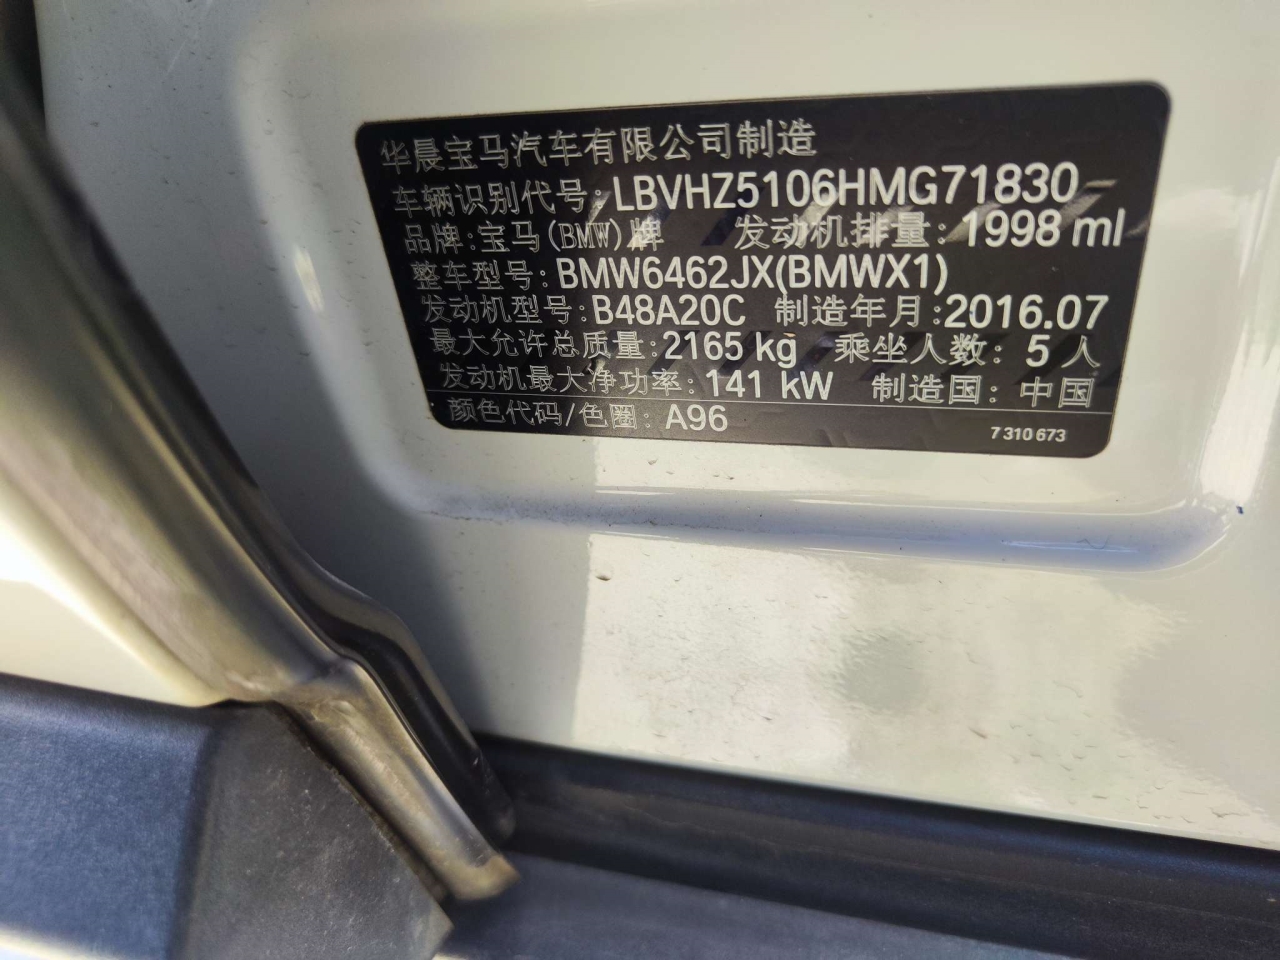 华晨宝马汽车有限公司制造
车辆识别代号:LBVHZ5106HMG71830
品牌:宝马(BMW)牌 发动机排量:1998 ml
整车型号:BMW6462JX(BMWX1)
发动机型号:B48A20C 制造年月:2016.07
最大允许总质量:2165 kg 乘坐人数:5人
发动机最大净功率:141 kW 制造国:中国
颜色代码/色圈:A96 7 310 673